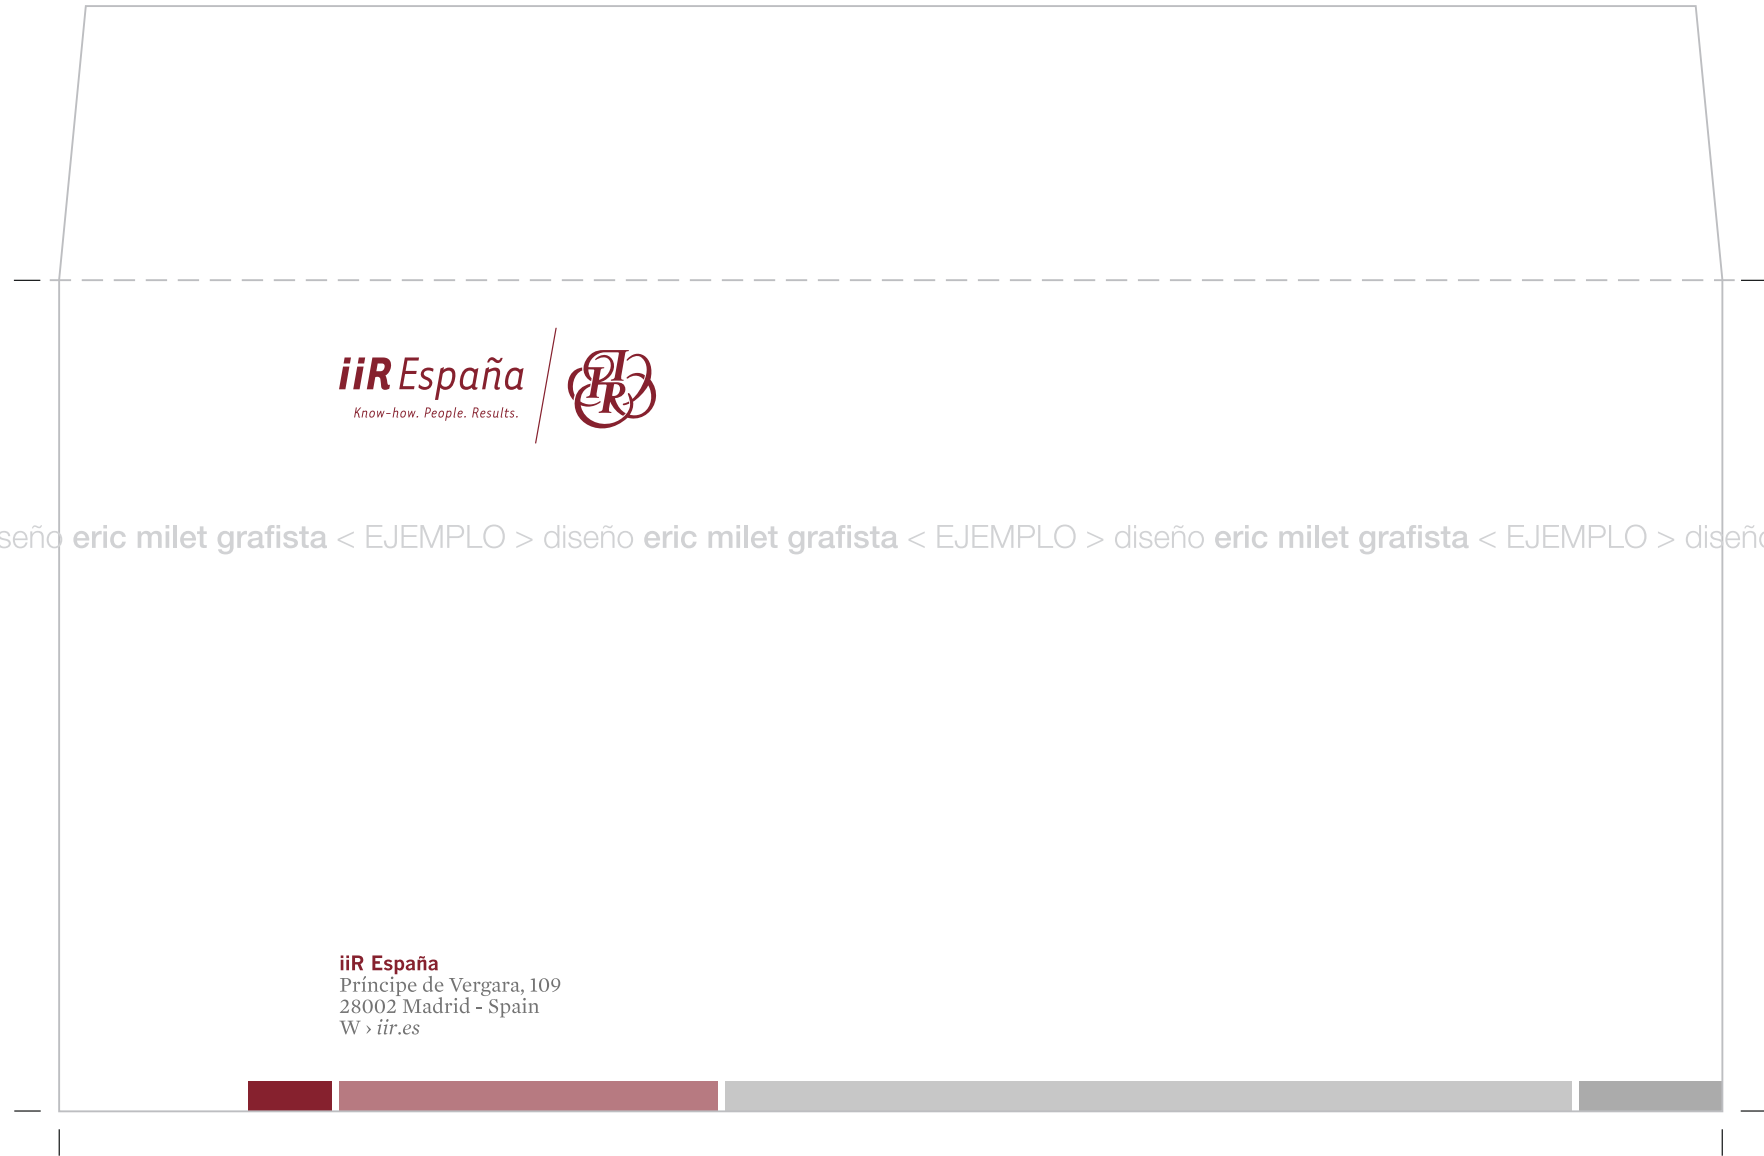 iiR España
Know-how. People. Results.
IIR
seño eric milet grafista < EJEMPLO > diseño eric milet grafista < EJEMPLO > diseño eric milet grafista < EJEMPLO > diseño
iiR España
Príncipe de Vergara, 109
28002 Madrid - Spain
W › iir.es